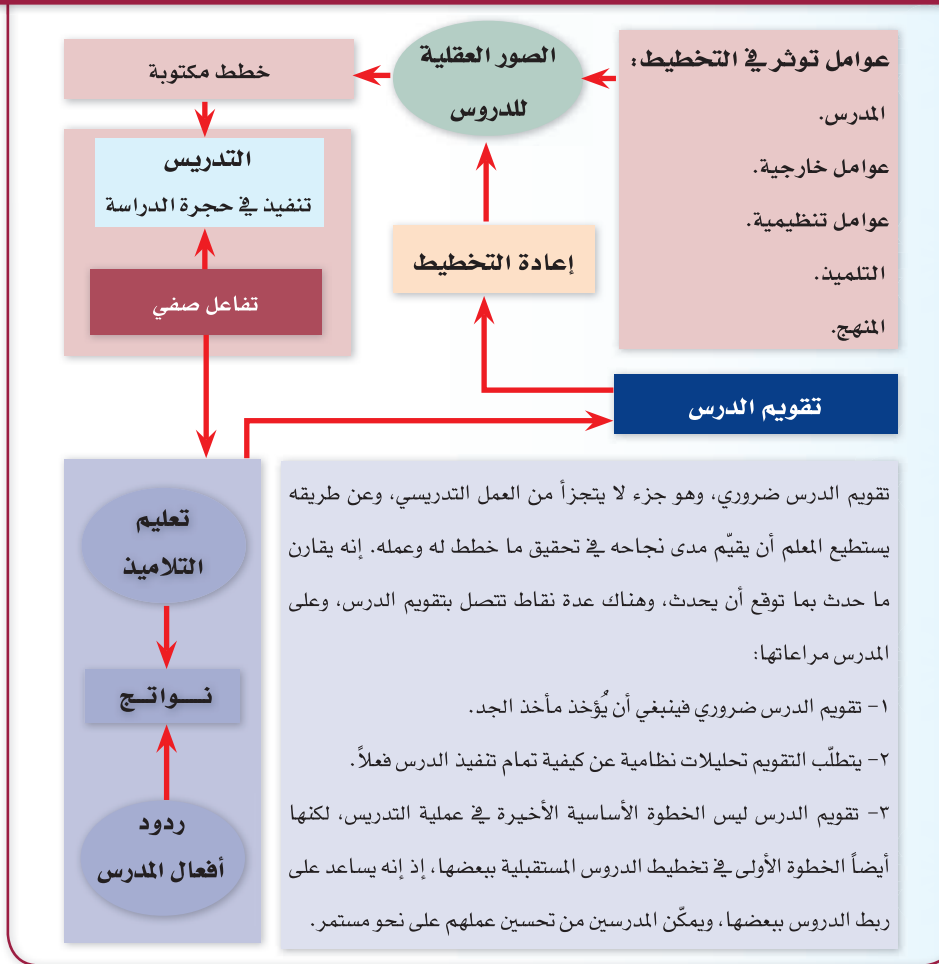 عوامل توثر في التخطيط:
المدرس.
عوامل خارجية.
عوامل تنظيمية.
التلميذ.
المنهج.
الصور العقلية
للدروس
خطط مكتوبة
التدريس
تنفيذ في حجرة الدراسة
تفاعل صفي
إعادة التخطيط
تقويم الدرس
تعليم
التلاميذ
نــــواتــــج
ردود
أفعال المدرس
تقويم الدرس ضروري، وهو جزء لا يتجزأ من العمل التدريسي، وعن طريقه
يستطيع المعلم أن يقيّم مدى نجاحه في تحقيق ما خطط له وعمله. إنه يقارن
ما حدث بما توقع أن يحدث، وهناك عدة نقاط تتصل بتقويم الدرس، وعلى
المدرس مراعاتها:
١- تقويم الدرس ضروري فينبغي أن يُؤخذ مأخذ الجد.
٢- يتطلّب التقويم تحليلات نظامية عن كيفية تمام تنفيذ الدرس فعلاً.
٣- تقويم الدرس ليس الخطوة الأساسية الأخيرة في عملية التدريس، لكنها
أيضاً الخطوة الأولى في تخطيط الدروس المستقبلية ببعضها، إذ إنه يساعد على
ربط الدروس ببعضها، ويمكّن المدرسين من تحسين عملهم على نحو مستمر.